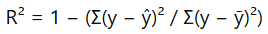 R² = 1 − (Σ(y − ŷ)² / Σ(y − ȳ)²